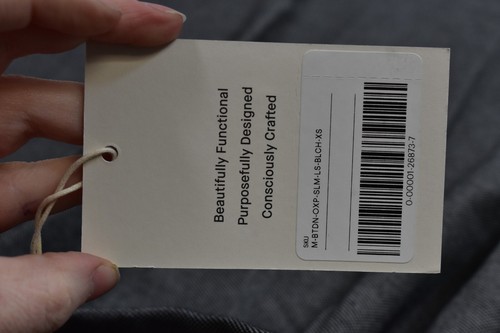 Beautifully Functional
Purposefully Designed
Consciously Crafted
SKU
M-BTDN-OXP-SLM-LS-BLCH-XS
0-00001-26873-7